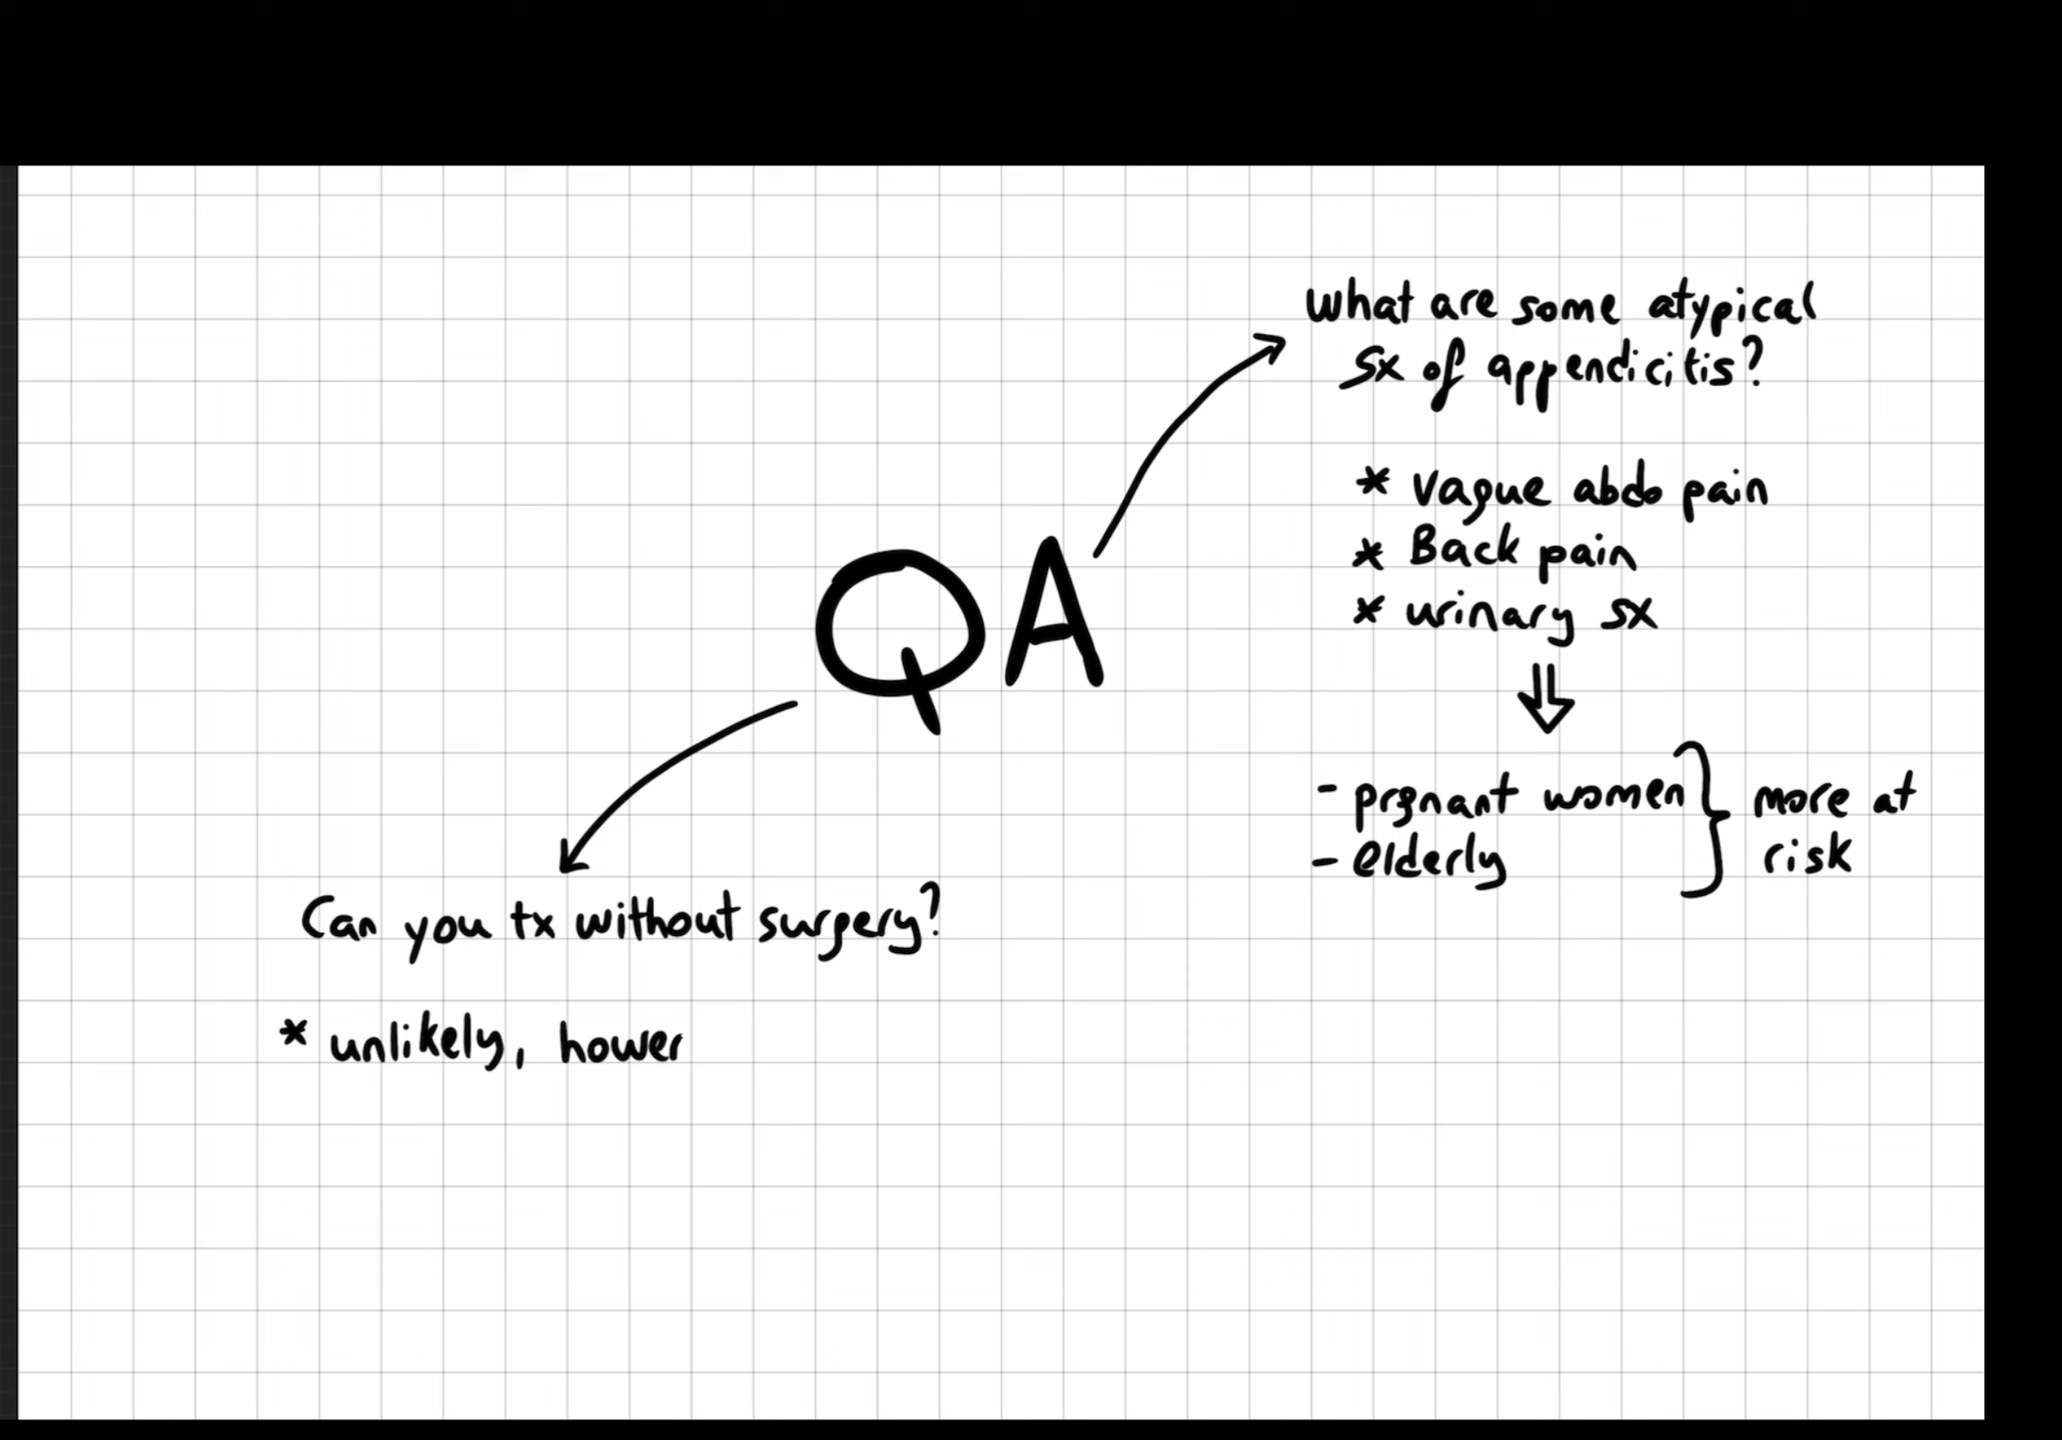 QA
What are some atypical
sx of appendicitis?
* Vague abdo pain
* Back pain
* urinary sx
- prgnant women
- elderly
more at
risk
Can you tx without surgery?
* unlikely, hower